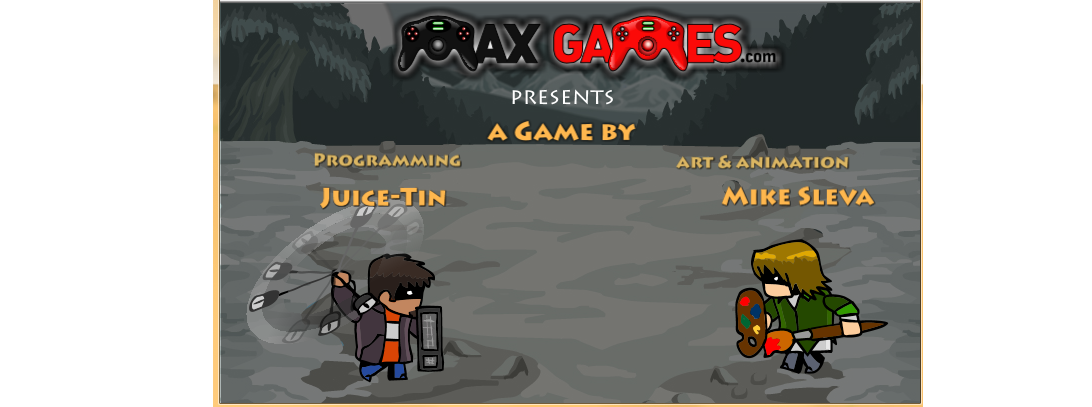 MAX GAMES.com
PRESENTS
A GAME BY
PROGRAMMING
JUICE-TIN
ART & ANIMATION
MIKE SLEVA